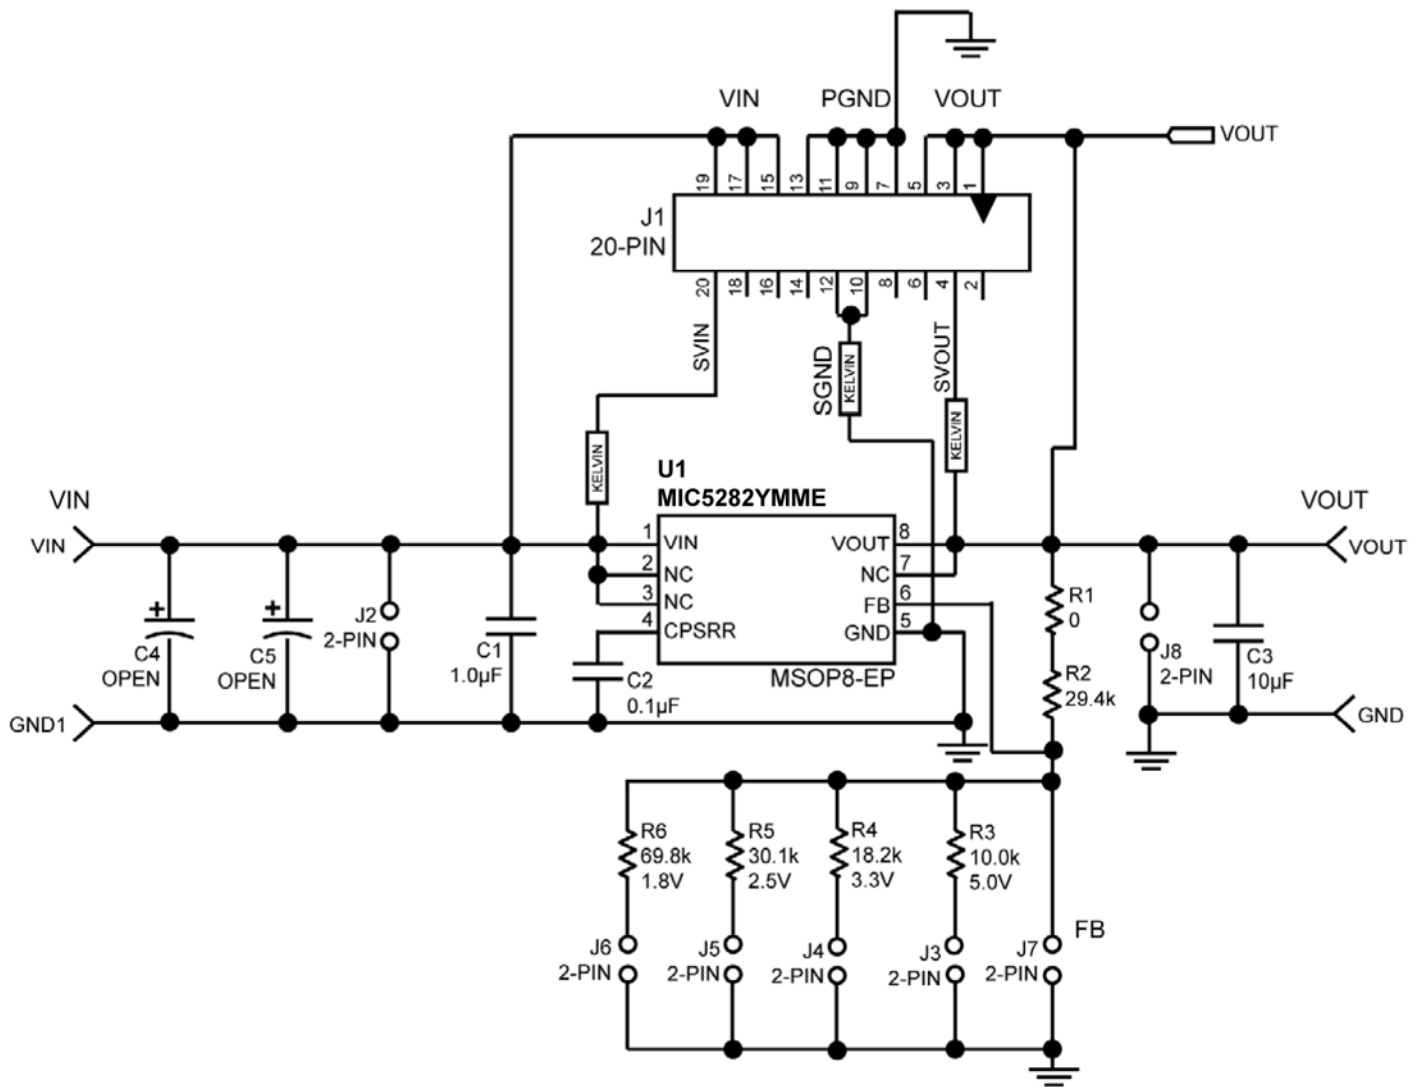 VIN
PGND
VOUT
VOUT
19
17
15
13
11
9
7
5
3
1
J1
20-PIN
20
18
16
14
12
10
8
6
4
2
SVIN
SGND
SVOUT
KELVIN
KELVIN
KELVIN
U1
MIC5282YMME
VIN
VOUT
VIN
1
VIN
VOUT
8
VOUT
2
NC
NC
7
3
NC
FB
6
4
CPSRR
GND
5
MSOP8-EP
+
C4
OPEN
+
C5
OPEN
J2
2-PIN
C1
1.0µF
C2
0.1µF
R1
0
R2
29.4k
J8
2-PIN
C3
10µF
GND1
GND
R6
69.8k
1.8V
R5
30.1k
2.5V
R4
18.2k
3.3V
R3
10.0k
5.0V
FB
J6
2-PIN
J5
2-PIN
J4
2-PIN
J3
2-PIN
J7
2-PIN